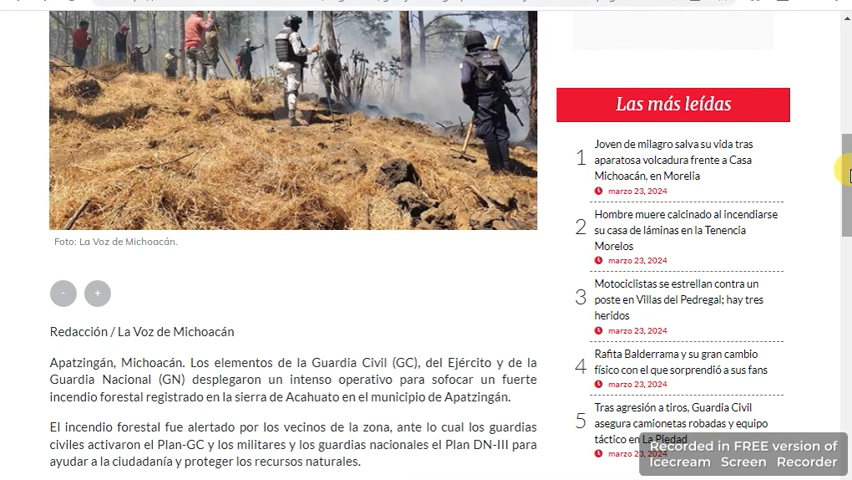 Foto: La Voz de Michoacán.
-
+
Redacción / La Voz de Michoacán
Apatzingán, Michoacán. Los elementos de la Guardia Civil (GC), del Ejército y de la
Guardia Nacional (GN) desplegaron un intenso operativo para sofocar un fuerte
incendio forestal registrado en la sierra de Acahuato en el municipio de Apatzingán.
El incendio forestal fue alertado por los vecinos de la zona, ante lo cual los guardias
civiles activaron el Plan-GC y los militares y los guardias nacionales el Plan DN-III para
ayudar a la ciudadanía y proteger los recursos naturales.
Las más leídas
1
Joven de milagro salva su vida tras
aparatosa volcadura frente a Casa
Michoacán, en Morelia
marzo 23, 2024
2
Hombre muere calcinado al incendiarse
su casa de láminas en la Tenencia
Morelos
marzo 23, 2024
3
Motociclistas se estrellan contra un
poste en Villas del Pedregal; hay tres
heridos
marzo 23, 2024
4
Rafita Balderrama y su gran cambio
físico con el que sorprendió a sus fans
marzo 23, 2024
5
Tras agresión a tiros, Guardia Civil
asegura camionetas robadas y equipo
táctico en La Piedad
marzo 23, 2024
Recorded in FREE version of
Icecream Screen Recorder